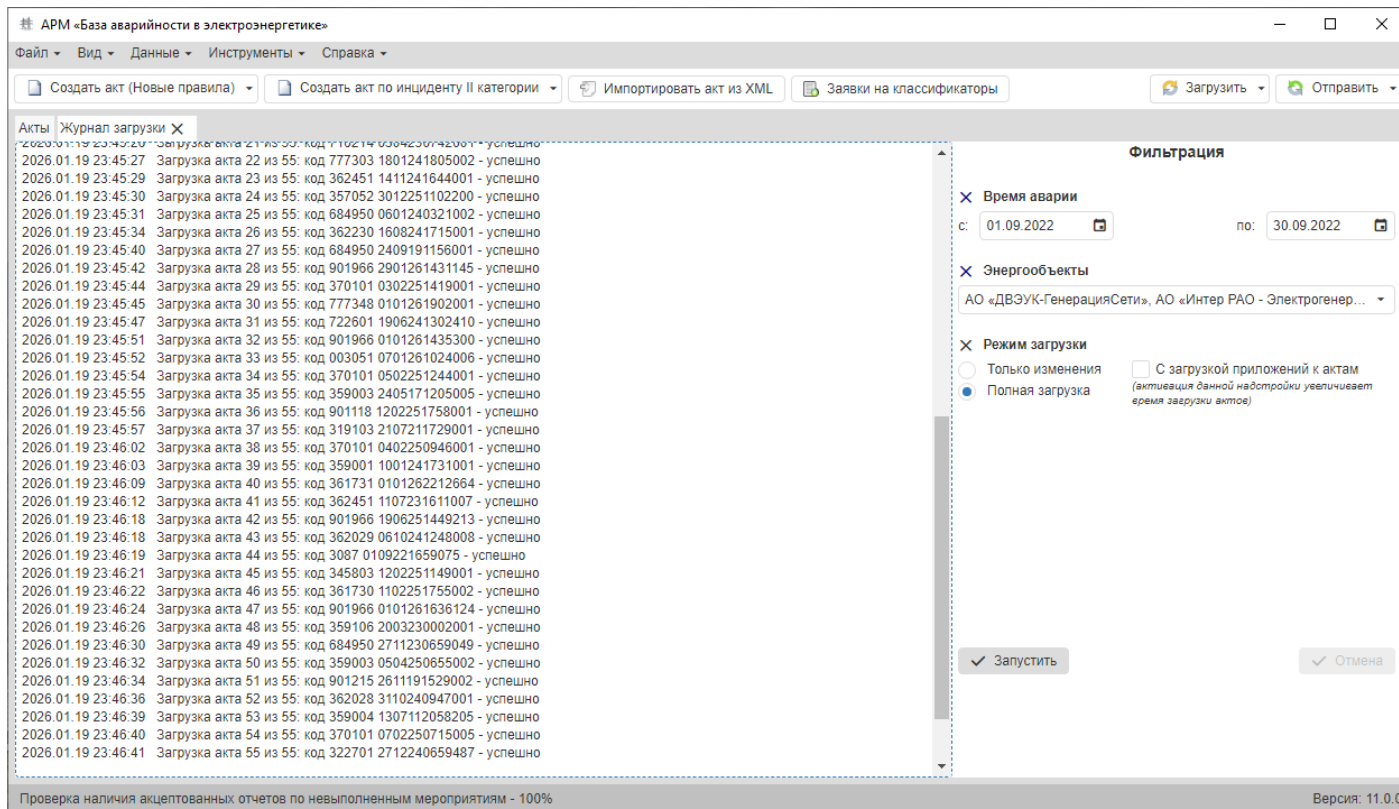 АРМ «База аварийности в электроэнергетике»
Файл Вид Данные Инструменты Справка
Создать акт (Новые правила) Создать акт по инциденту II категории Импортировать акт из XML Заявки на классификаторы Загрузить Отправить
Акты Журнал загрузки
2026.01.19 23:45:27 Загрузка акта 22 из 55: код 777303 1801241805002 - успешно
2026.01.19 23:45:29 Загрузка акта 23 из 55: код 362451 1411241644001 - успешно
2026.01.19 23:45:30 Загрузка акта 24 из 55: код 357052 3012251102200 - успешно
2026.01.19 23:45:31 Загрузка акта 25 из 55: код 684950 0601240321002 - успешно
2026.01.19 23:45:34 Загрузка акта 26 из 55: код 362230 1608241715001 - успешно
2026.01.19 23:45:40 Загрузка акта 27 из 55: код 684950 2409191156001 - успешно
2026.01.19 23:45:42 Загрузка акта 28 из 55: код 901966 2901261431145 - успешно
2026.01.19 23:45:44 Загрузка акта 29 из 55: код 370101 0302251419001 - успешно
2026.01.19 23:45:45 Загрузка акта 30 из 55: код 777348 0101261902001 - успешно
2026.01.19 23:45:47 Загрузка акта 31 из 55: код 722601 1906241302410 - успешно
2026.01.19 23:45:51 Загрузка акта 32 из 55: код 901966 0101261435300 - успешно
2026.01.19 23:45:52 Загрузка акта 33 из 55: код 003051 0701261024006 - успешно
2026.01.19 23:45:54 Загрузка акта 34 из 55: код 370101 0502251244001 - успешно
2026.01.19 23:45:55 Загрузка акта 35 из 55: код 359003 2405171205005 - успешно
2026.01.19 23:45:56 Загрузка акта 36 из 55: код 901118 1202251758001 - успешно
2026.01.19 23:45:57 Загрузка акта 37 из 55: код 319103 2107211729001 - успешно
2026.01.19 23:46:02 Загрузка акта 38 из 55: код 370101 0402250946001 - успешно
2026.01.19 23:46:03 Загрузка акта 39 из 55: код 359001 1001241731001 - успешно
2026.01.19 23:46:09 Загрузка акта 40 из 55: код 361731 0101262212664 - успешно
2026.01.19 23:46:12 Загрузка акта 41 из 55: код 362451 1107231611007 - успешно
2026.01.19 23:46:18 Загрузка акта 42 из 55: код 901966 1906251449213 - успешно
2026.01.19 23:46:18 Загрузка акта 43 из 55: код 362029 0610241248008 - успешно
2026.01.19 23:46:19 Загрузка акта 44 из 55: код 3087 0109221659075 - успешно
2026.01.19 23:46:21 Загрузка акта 45 из 55: код 345803 1202251149001 - успешно
2026.01.19 23:46:22 Загрузка акта 46 из 55: код 361730 1102251755002 - успешно
2026.01.19 23:46:24 Загрузка акта 47 из 55: код 901966 0101261636124 - успешно
2026.01.19 23:46:26 Загрузка акта 48 из 55: код 359106 2003230002001 - успешно
2026.01.19 23:46:30 Загрузка акта 49 из 55: код 684950 2711230659049 - успешно
2026.01.19 23:46:32 Загрузка акта 50 из 55: код 359003 0504250655002 - успешно
2026.01.19 23:46:34 Загрузка акта 51 из 55: код 901215 2611191529002 - успешно
2026.01.19 23:46:36 Загрузка акта 52 из 55: код 362028 3110240947001 - успешно
2026.01.19 23:46:39 Загрузка акта 53 из 55: код 359004 1307112058205 - успешно
2026.01.19 23:46:40 Загрузка акта 54 из 55: код 370101 0702250715005 - успешно
2026.01.19 23:46:41 Загрузка акта 55 из 55: код 322701 2712240659487 - успешно
Фильтрация
Время аварии
с: 01.09.2022 по: 30.09.2022
Энергообъекты
АО «ДВЭУК-ГенерацияСети», АО «Интер РАО - Электрогенер...
Режим загрузки
Только изменения
Полная загрузка
С загрузкой приложений к актам
(активация данной надстройки увеличивает
время загрузки актов)
Запустить Отмена
Проверка наличия акцептованных отчетов по невыполненным мероприятиям - 100% Версия: 11.0.